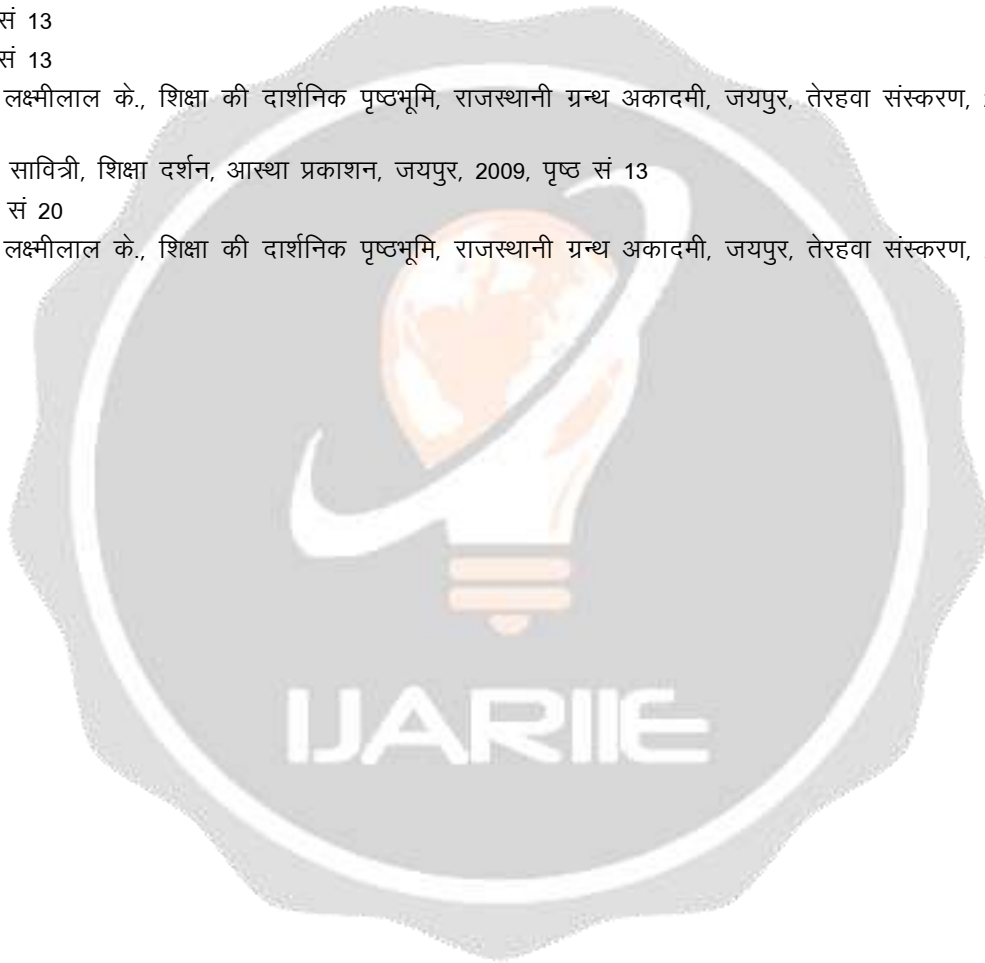 सं 13
सं 13
लक्ष्मीलाल के., शिक्षा की दार्शनिक पृष्ठभूमि, राजस्थानी ग्रन्थ अकादमी, जयपुर, तेरहवा संस्करण,
सावित्री, शिक्षा दर्शन, आस्था प्रकाशन, जयपुर, 2009, पृष्ठ सं 13
सं 20
लक्ष्मीलाल के., शिक्षा की दार्शनिक पृष्ठभूमि, राजस्थानी ग्रन्थ अकादमी, जयपुर, तेरहवा संस्करण,
IJARIIE